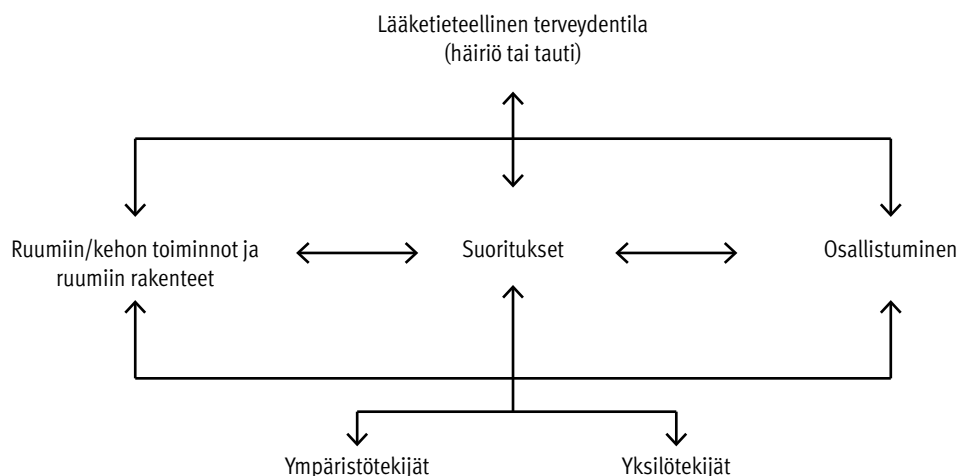 Lääketieteellinen terveydentila
(häiriö tai tauti)
Ruumiin/kehon toiminnot ja
ruumiin rakenteet
Suoritukset
Osallistuminen
Ympäristötekijät
Yksilötekijät